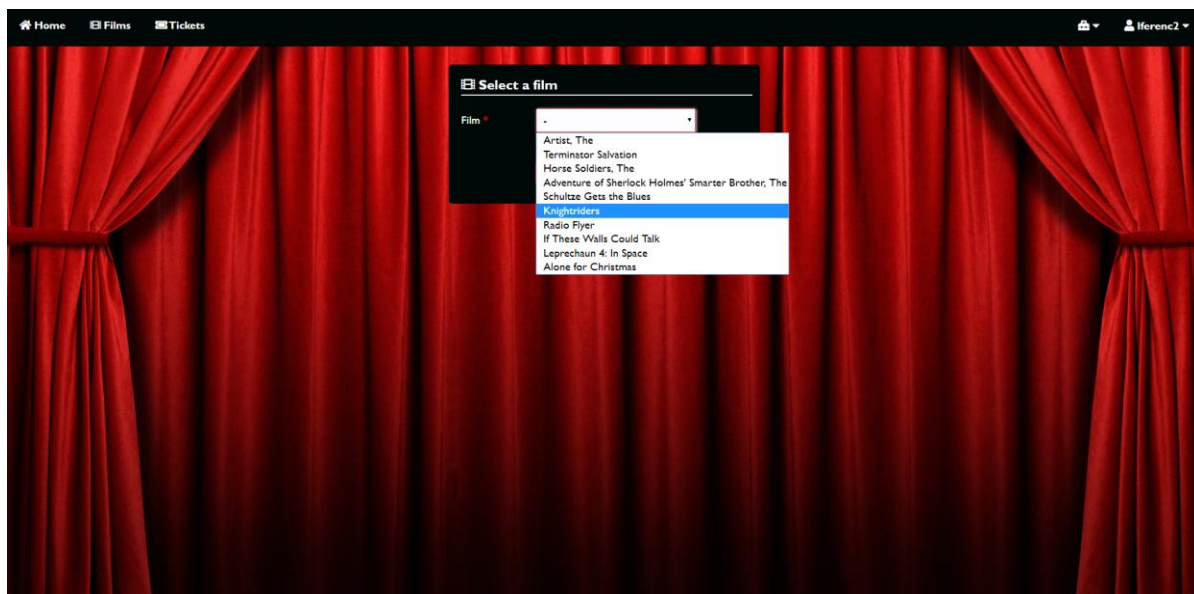 Home Films Tickets lferenc2
Select a film
Film * -
Artist, The
Terminator Salvation
Horse Soldiers, The
Adventure of Sherlock Holmes' Smarter Brother, The
Schultze Gets the Blues
Knightriders
Radio Flyer
If These Walls Could Talk
Leprechaun 4: In Space
Alone for Christmas